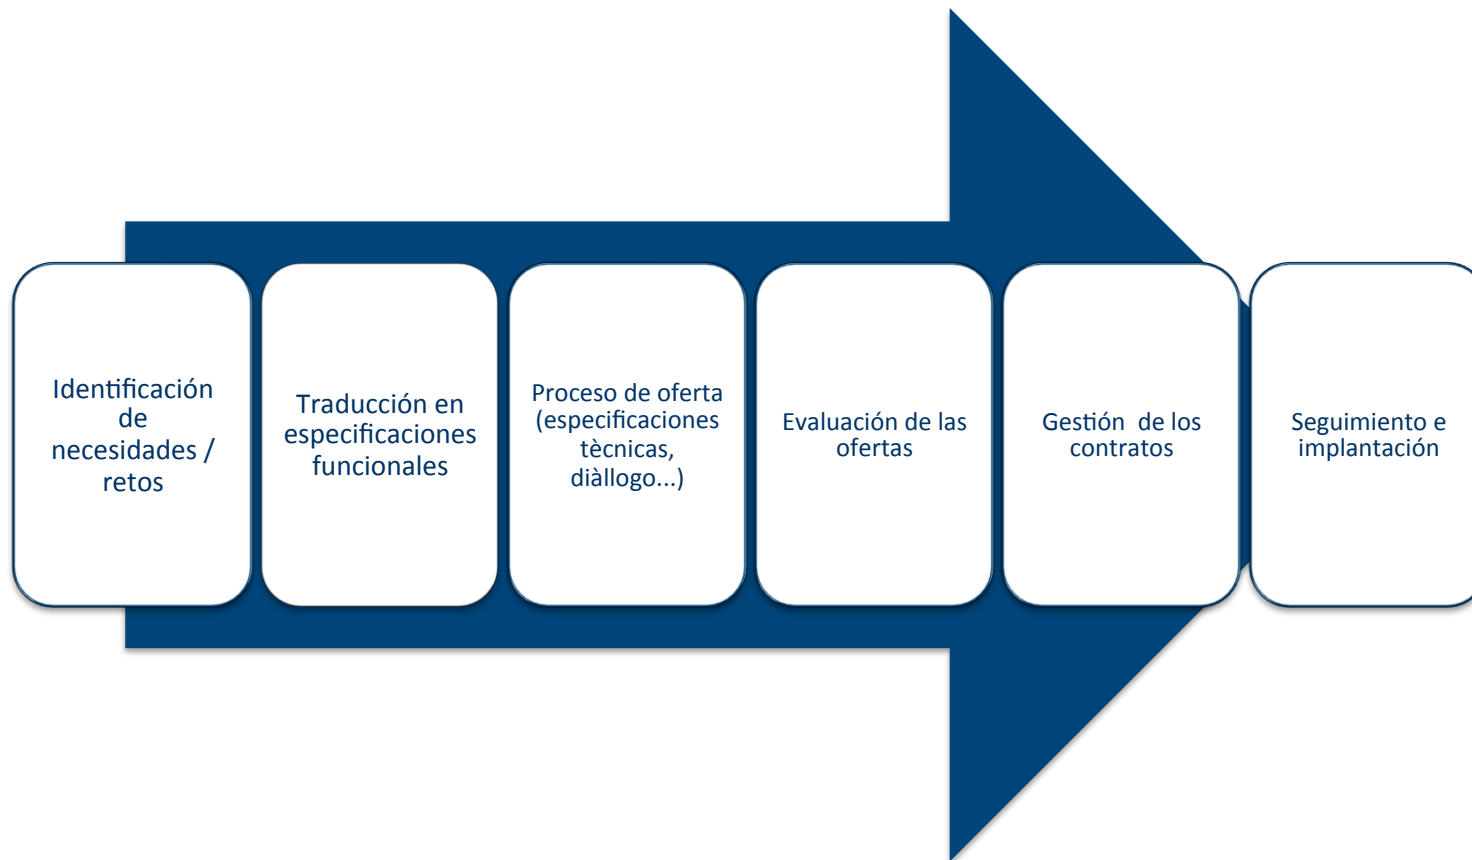 Identificación
de
necesidades /
retos
Traducción en
especificaciones
funcionales
Proceso de oferta
(especificaciones
tècnicas,
diàllogo...)
Evaluación de las
ofertas
Gestión  de los
contratos
Seguimiento e
implantación